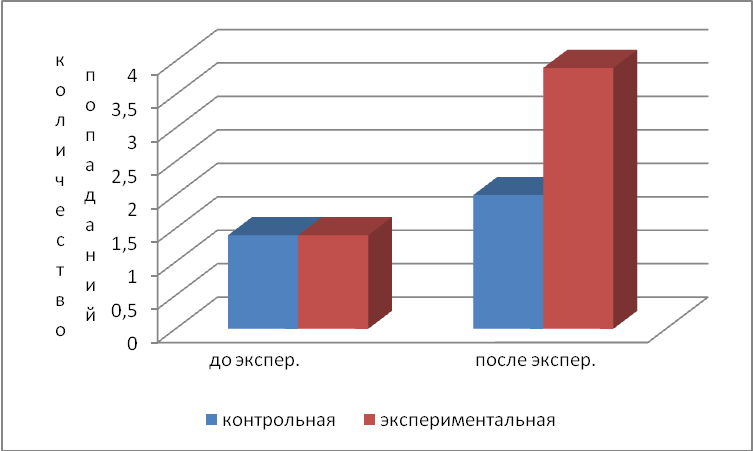 количество
попаданий
4
3,5
3
2,5
2
1,5
1
0,5
0
до экспер.
после экспер.
контрольная
экспериментальная